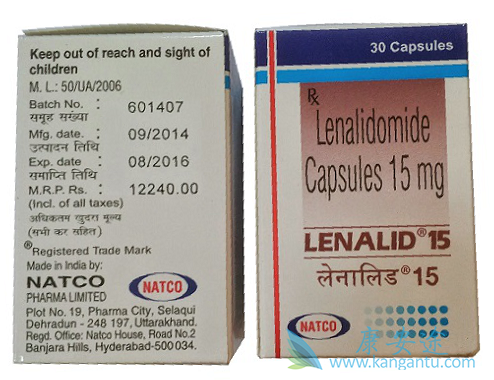 Keep out of reach and sight of
children
M. L.: 50/UA/2006
Batch No. : 601407
समूह संख्या
Mfg. date : 09/2014
उत्पादन तिथि
Exp. date : 08/2016
समाप्ति तिथि
M.R.P. Rs. : 12240.00
(Incl. of all taxes)
अधिकतम खुदरा मूल्य
(सभी कर सहित)
®Registered Trade Mark
Made in India by:
NATCO
PHARMA LIMITED
NATCO
Plot No. 19, Pharma City, Selaqui
Dehradun - 248 197, Uttarakhand.
Regd. Office: Natco House, Road No.2
Banjara Hills, Hyderabad-500 034.
30 Capsules
Rx
Lenalidomide
Capsules 15 mg
LENALID® 15
लेनालिड® 15
NATCO
康安途
www.kangantu.com